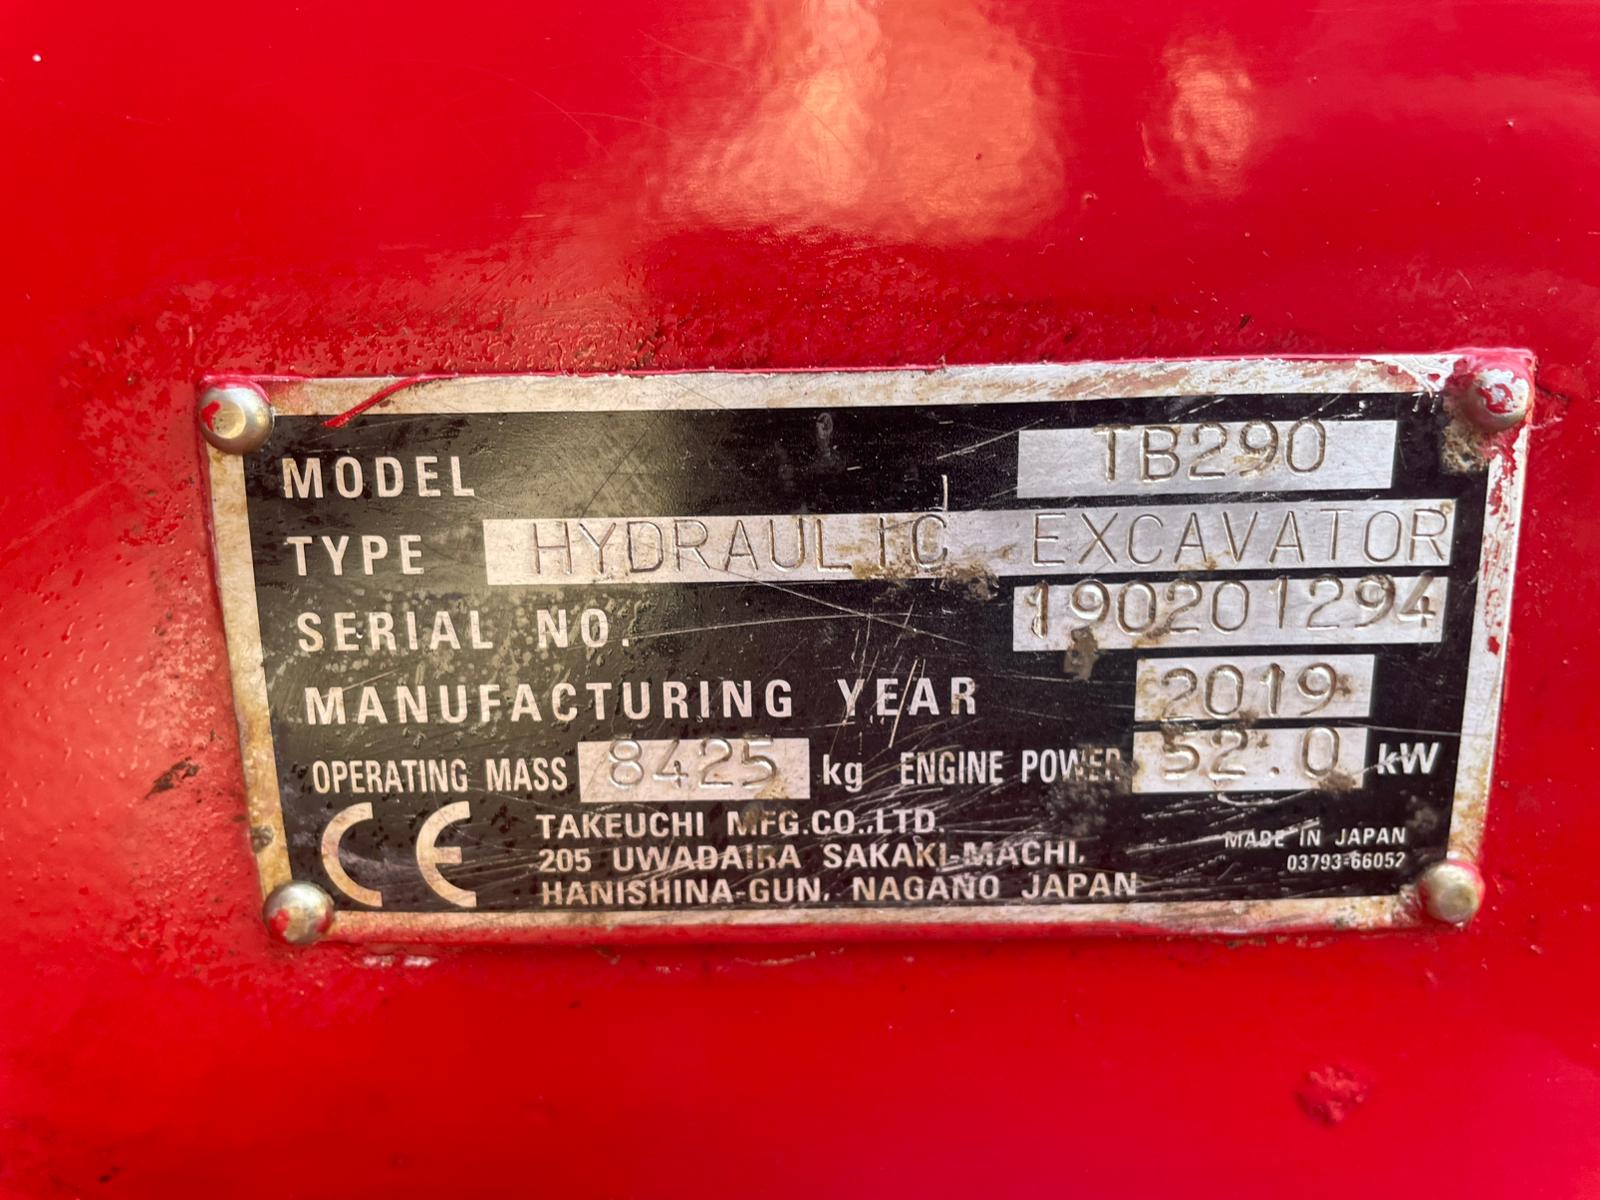 MODEL TB290
TYPE HYDRAULIC EXCAVATOR
SERIAL NO. 190201294
MANUFACTURING YEAR 2019
OPERATING MASS 8425 kg ENGINE POWER 52.0 kW
CE
TAKEUCHI MFG.CO.,LTD.
205 UWADAIRA SAKAKI-MACHI,
HANISHINA-GUN, NAGANO JAPAN
MADE IN JAPAN
03793-66052